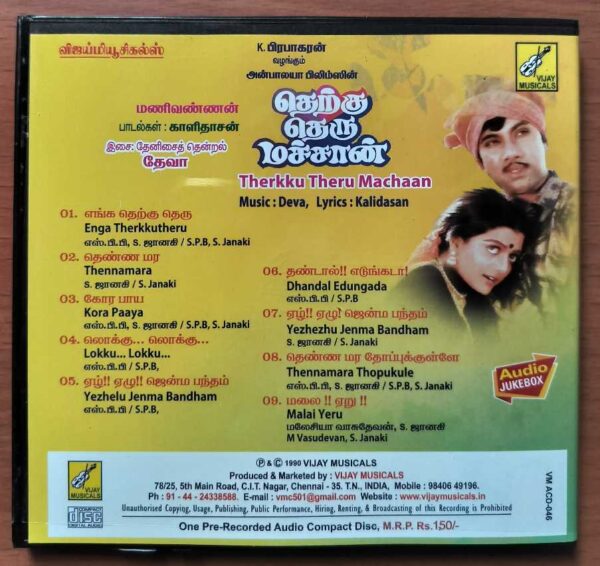 விஜய்மியூசிகல்ஸ்
K. பிரபாகரன்
வழங்கும்
அன்பாலயா பிலிம்ஸின்
VIJAY
MUSICALS
மணிவண்ணன்
பாடல்கள் : காளிதாசன்
இசை: தேனிசைத் தென்றல்
தேவா
தெற்கு
தெரு
மச்சான்
Therkku Theru Machaan
Music : Deva, Lyrics : Kalidasan
01. எங்க தெற்கு தெரு
Enga Therkkutheru
எஸ்.பி.பி, S. ஜானகி / S.P.B, S. Janaki
02. தெண்ண மர
Thennamara
S. ஜானகி / S. Janaki
03. கோர பாய
Kora Paaya
எஸ்.பி.பி, S. ஜானகி / S.P.B, S. Janaki
04. லொக்கு... லொக்கு...
Lokku... Lokku...
எஸ்.பி.பி / S.P.B,
05. ஏழ்!! ஏழு!! ஜென்ம பந்தம்
Yezhelu Jenma Bandham
எஸ்.பி.பி / S.P.B,
06. தண்டால்!! எடுங்கடா!
Dhandal Edungada
எஸ்.பி.பி / S.P.B
07. ஏழ்!! ஏழு! ஜென்ம பந்தம்
Yezhezhu Jenma Bandham
S. ஜானகி / S. Janaki
08. தெண்ண மர தோப்புக்குள்ளே
Thennamara Thopukule
எஸ்.பி.பி, S. ஜானகி / S.P.B, S. Janaki
09. மலை !! ஏறு !!
Malai Yeru
மலேசியா வாசுதேவன், S. ஜானகி
M Vasudevan, S. Janaki
Audio
JUKEBOX
VIJAY
MUSICALS
COMPACT
disc
DIGITAL AUDIO
Ⓟ & © 1990 VIJAY MUSICALS
Produced & Marketed by : VIJAY MUSICALS
78/25, 5th Main Road, C.I.T. Nagar, Chennai - 35. T.N., INDIA, Mobile : 98406 49196.
Ph : 91 - 44 - 24338588. E-mail : vmc501@gmail.com Website : www.vijaymusicals.in
Unauthorised Copying, Usage, Publishing, Public Performance, Hiring, Renting, & Broadcasting of this Recording is Prohibited
One Pre-Recorded Audio Compact Disc, M.R.P. Rs.150/-
VM ACD-046